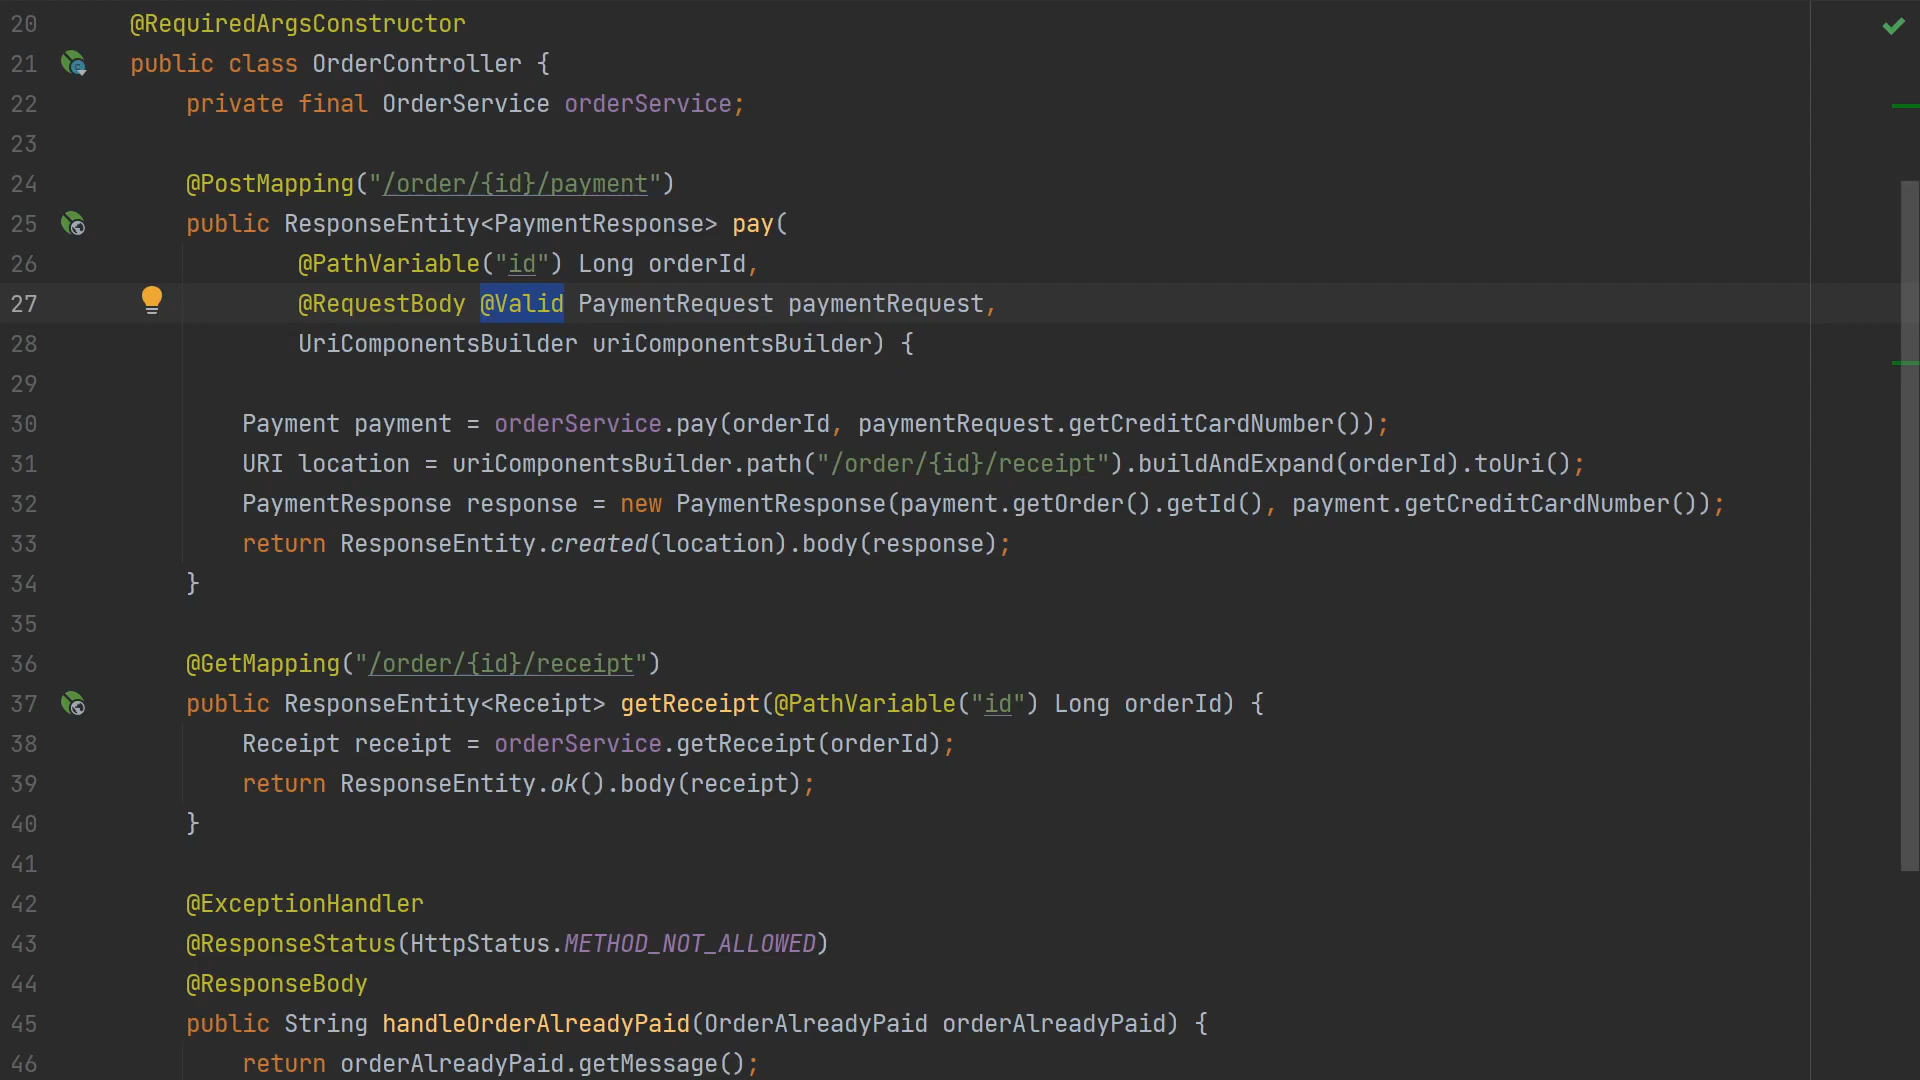 20 @RequiredArgsConstructor
21 public class OrderController {
22     private final OrderService orderService;
23
24     @PostMapping("/order/{id}/payment")
25     public ResponseEntity<PaymentResponse> pay(
26             @PathVariable("id") Long orderId,
27             @RequestBody @Valid PaymentRequest paymentRequest,
28             UriComponentsBuilder uriComponentsBuilder) {
29
30         Payment payment = orderService.pay(orderId, paymentRequest.getCreditCardNumber());
31         URI location = uriComponentsBuilder.path("/order/{id}/receipt").buildAndExpand(orderId).toUri();
32         PaymentResponse response = new PaymentResponse(payment.getOrder().getId(), payment.getCreditCardNumber());
33         return ResponseEntity.created(location).body(response);
34     }
35
36     @GetMapping("/order/{id}/receipt")
37     public ResponseEntity<Receipt> getReceipt(@PathVariable("id") Long orderId) {
38         Receipt receipt = orderService.getReceipt(orderId);
39         return ResponseEntity.ok().body(receipt);
40     }
41
42     @ExceptionHandler
43     @ResponseStatus(HttpStatus.METHOD_NOT_ALLOWED)
44     @ResponseBody
45     public String handleOrderAlreadyPaid(OrderAlreadyPaid orderAlreadyPaid) {
46         return orderAlreadyPaid.getMessage();